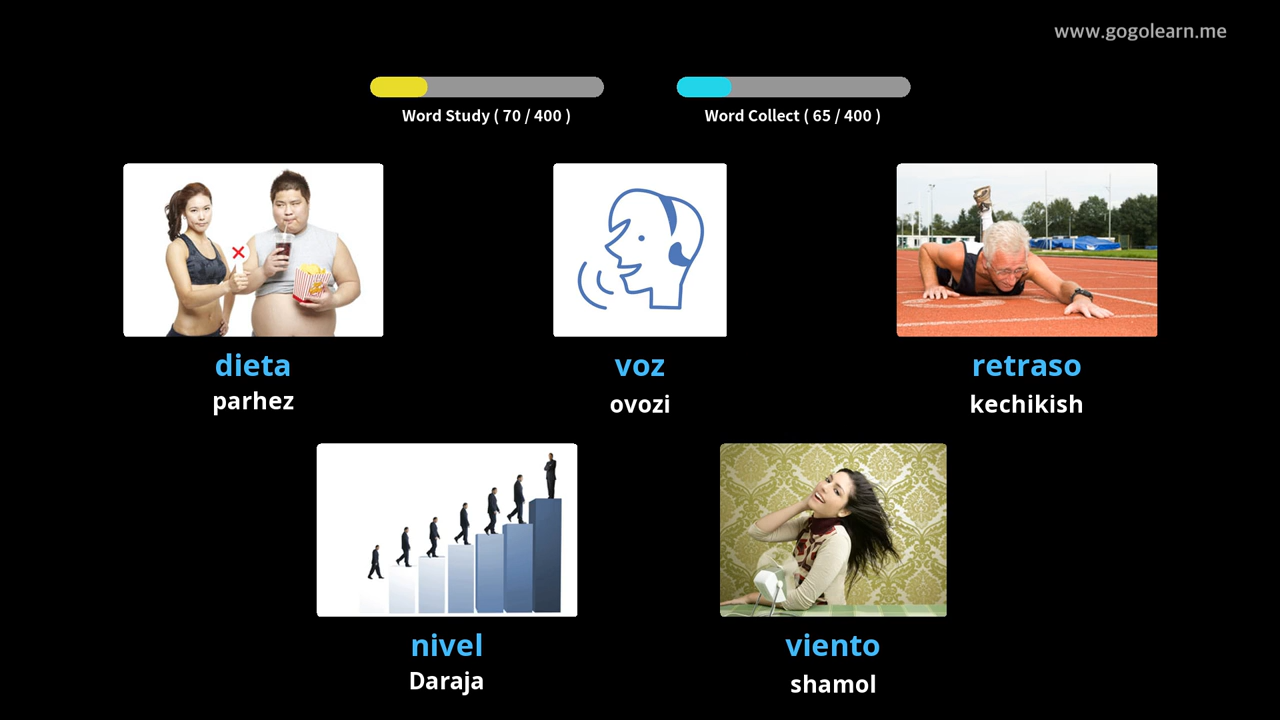 www.gogolearn.me
Word Study ( 70 / 400 )
Word Collect ( 65 / 400 )
dieta
parhez
voz
ovozi
retraso
kechikish
nivel
Daraja
viento
shamol